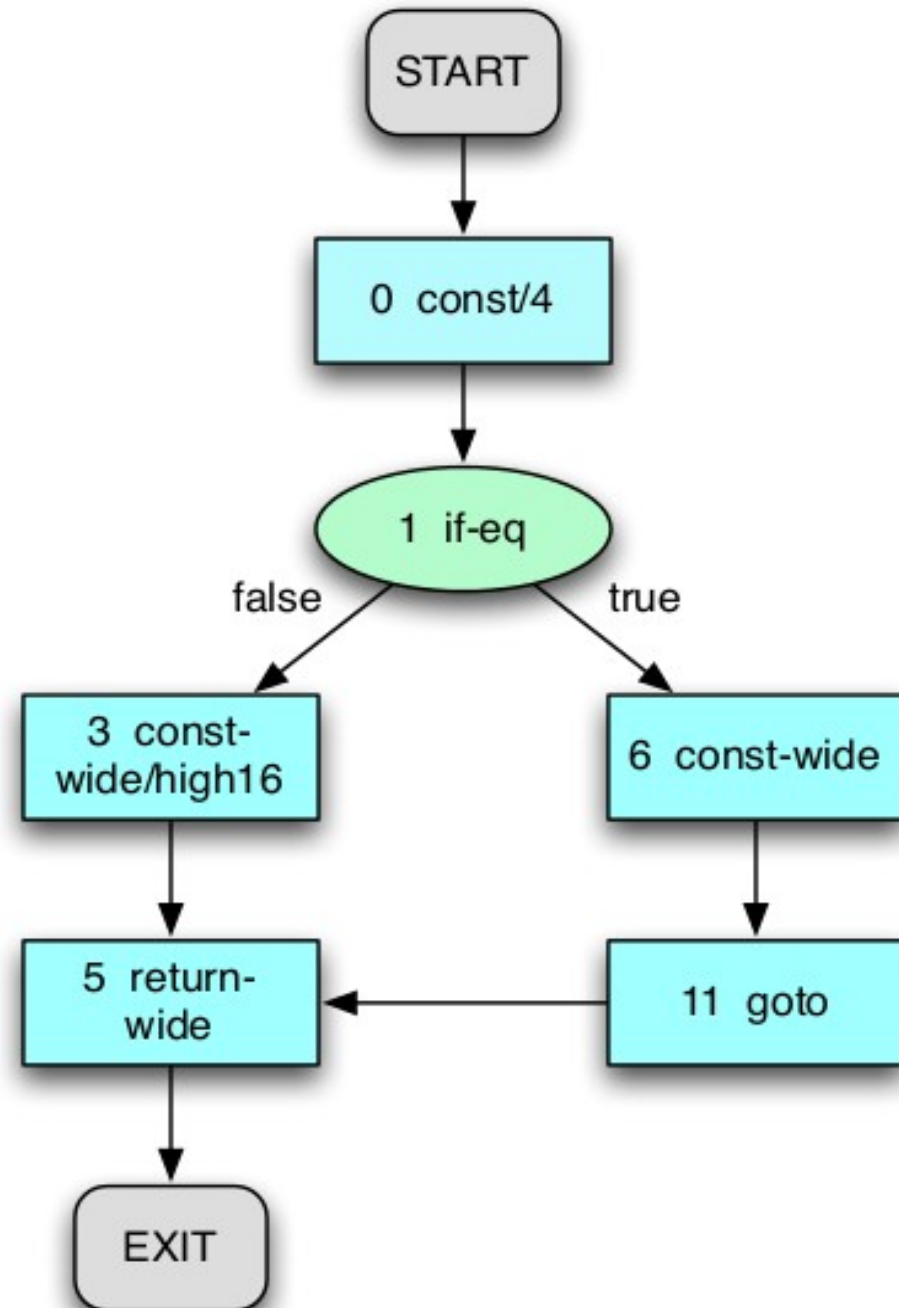 START
0 const/4
1 if-eq
false
true
3 const-
wide/high16
6 const-wide
5 return-
wide
11 goto
EXIT